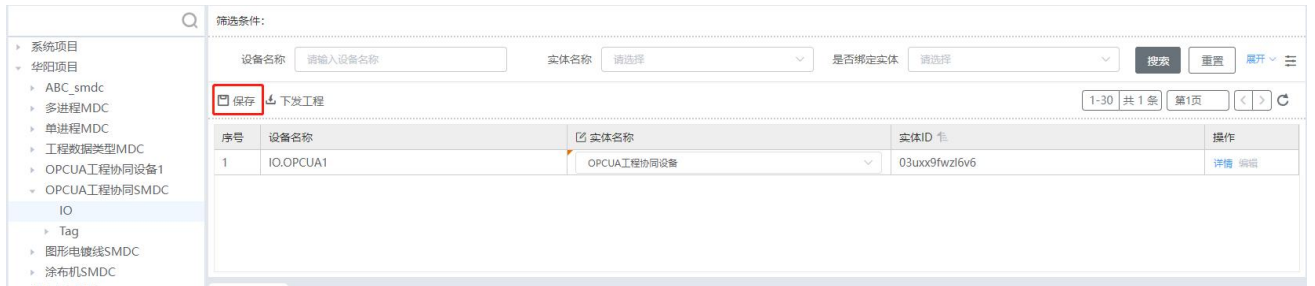 筛选条件：
系统项目
华阳项目
ABC_smdc
多进程MDC
单进程MDC
工程数据类型MDC
OPCUA工程协同设备1
OPCUA工程协同SMDC
IO
Tag
图形电镀线SMDC
涂布机SMDC
设备名称 请输入设备名称 实体名称 请选择 是否绑定实体 请选择 搜索 重置 展开
保存 下发工程 1-30 共 1 条 第1页
序号 设备名称 实体名称 实体ID 操作
1 IO.OPCUA1 OPCUA工程协同设备 03uxx9fwzl6v6 详情 编辑